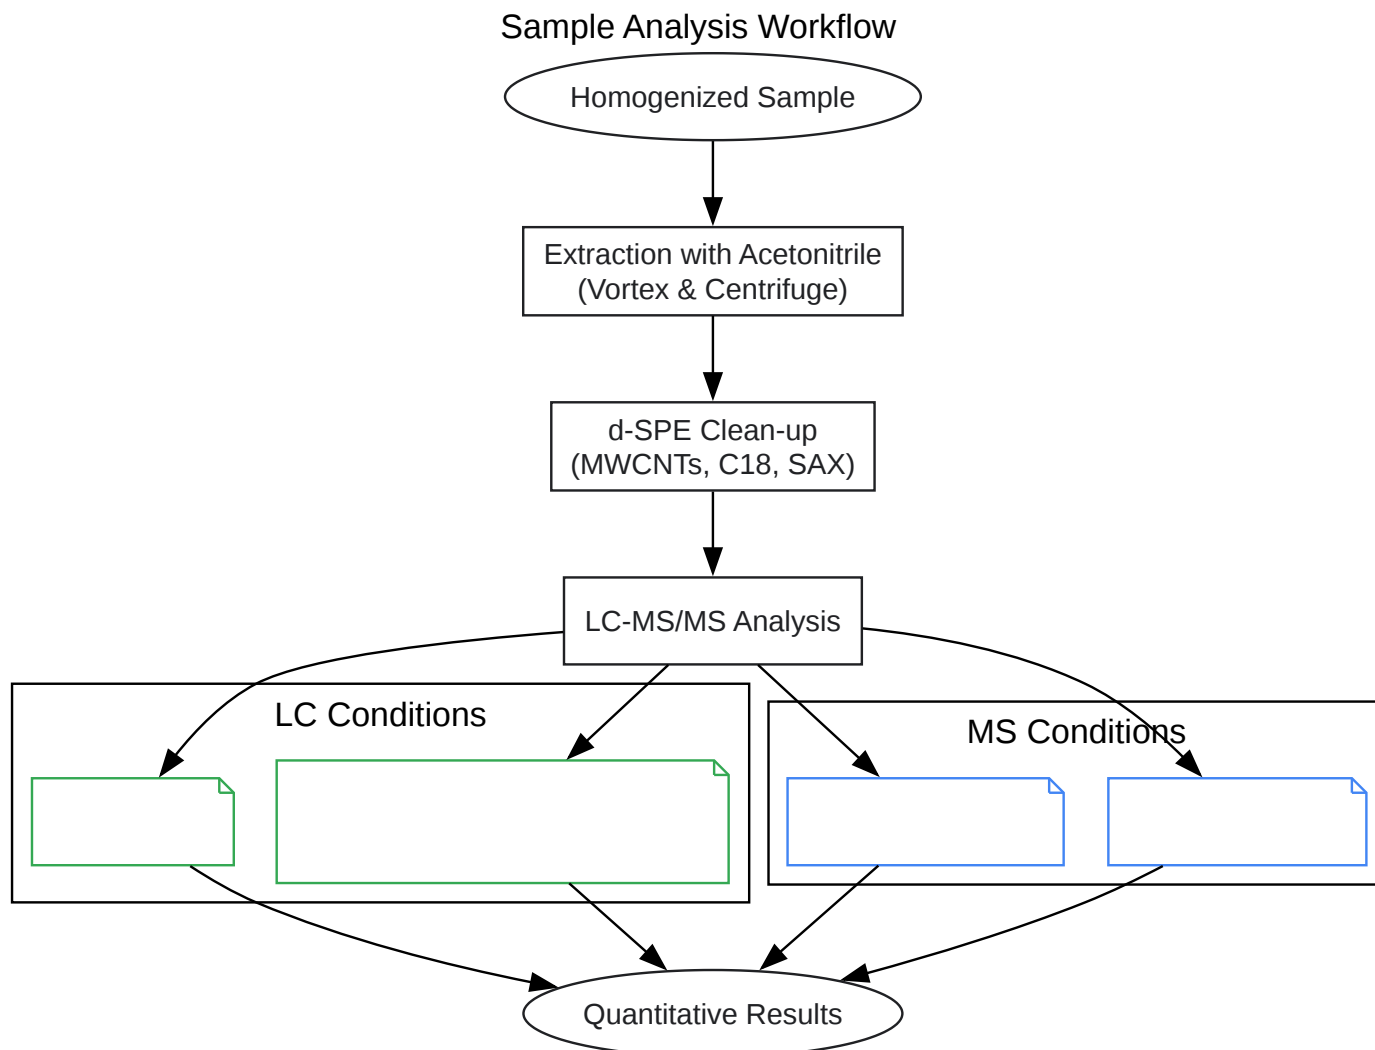 Sample Analysis Workflow
Homogenized Sample
Extraction with Acetonitrile
(Vortex & Centrifuge)
d-SPE Clean-up
(MWCNTs, C18, SAX)
LC-MS/MS Analysis
LC Conditions
MS Conditions
Quantitative Results